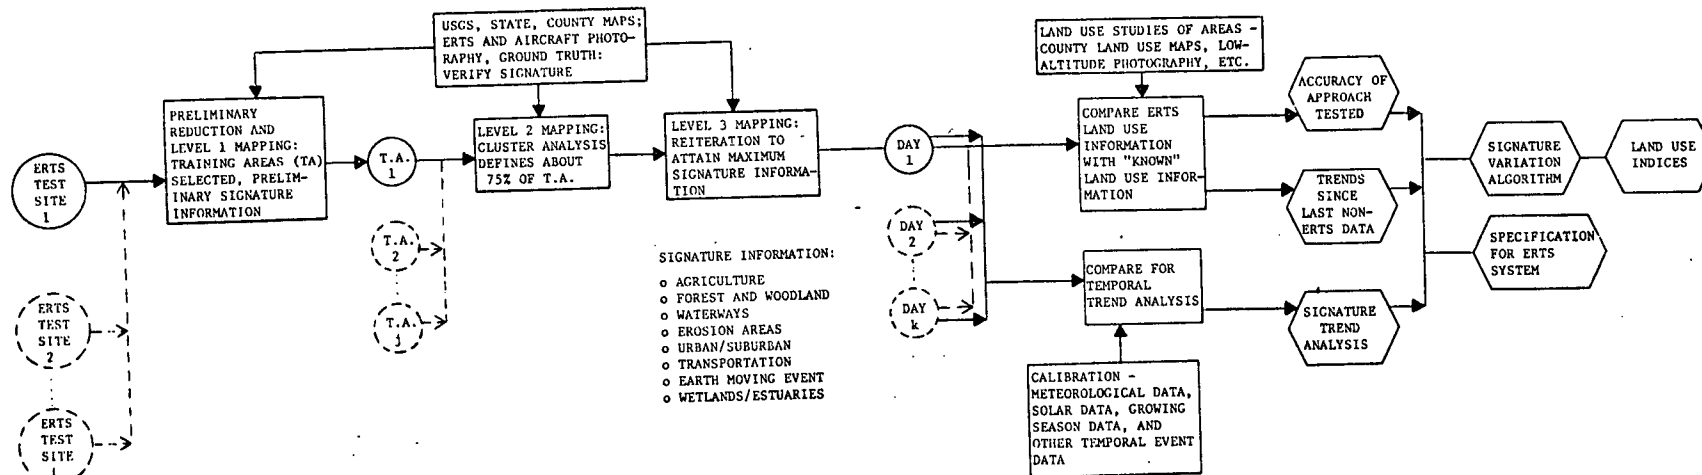 USGS, STATE, COUNTY MAPS;
ERTS AND AIRCRAFT PHOTO-
RAPHY, GROUND TRUTH:
VERIFY SIGNATURE
LAND USE STUDIES OF AREAS -
COUNTY LAND USE MAPS, LOW-
ALTITUDE PHOTOGRAPHY, ETC.
ERTS
TEST
SITE
1
ERTS
TEST
SITE
2
ERTS
TEST
SITE
PRELIMINARY
REDUCTION AND
LEVEL 1 MAPPING:
TRAINING AREAS (TA)
SELECTED, PRELIM-
INARY SIGNATURE
INFORMATION
T.A.
1
T.A.
2
T.A.
j
LEVEL 2 MAPPING:
CLUSTER ANALYSIS
DEFINES ABOUT
75% OF T.A.
LEVEL 3 MAPPING:
REITERATION TO
ATTAIN MAXIMUM
SIGNATURE INFORMA-
TION
SIGNATURE INFORMATION:
o AGRICULTURE
o FOREST AND WOODLAND
o WATERWAYS
o EROSION AREAS
o URBAN/SUBURBAN
o TRANSPORTATION
o EARTH MOVING EVENT
o WETLANDS/ESTUARIES
DAY
1
DAY
2
DAY
k
COMPARE ERTS
LAND USE
INFORMATION
WITH "KNOWN"
LAND USE INFOR-
MATION
COMPARE FOR
TEMPORAL
TREND ANALYSIS
CALIBRATION -
METEOROLOGICAL DATA,
SOLAR DATA, GROWING
SEASON DATA, AND
OTHER TEMPORAL EVENT
DATA
ACCURACY OF
APPROACH
TESTED
TRENDS
SINCE
LAST NON-
ERTS DATA
SIGNATURE
TREND
ANALYSIS
SIGNATURE
VARIATION
ALGORITHM
LAND USE
INDICES
SPECIFICATION
FOR ERTS
SYSTEM